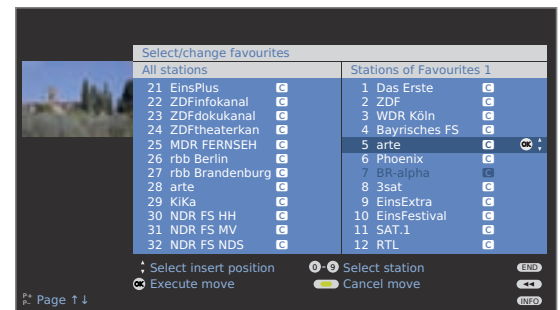 Select/change favourites
All stations
21 EinsPlus C
22 ZDFinfokanal C
23 ZDFdokukanal C
24 ZDFtheaterkan C
25 MDR FERNSEH C
26 rbb Berlin C
27 rbb Brandenburg C
28 arte C
29 KiKa C
30 NDR FS HH C
31 NDR FS MV C
32 NDR FS NDS C
Stations of Favourites 1
1 Das Erste C
2 ZDF C
3 WDR Köln C
4 Bayrisches FS C
5 arte C OK
6 Phoenix C
7 BR-alpha C
8 3sat C
9 EinsExtra C
10 EinsFestival C
11 SAT.1 C
12 RTL C
Select insert position
0-9 Select station
END
OK Execute move
Cancel move
P+ P- Page ↑↓
INFO